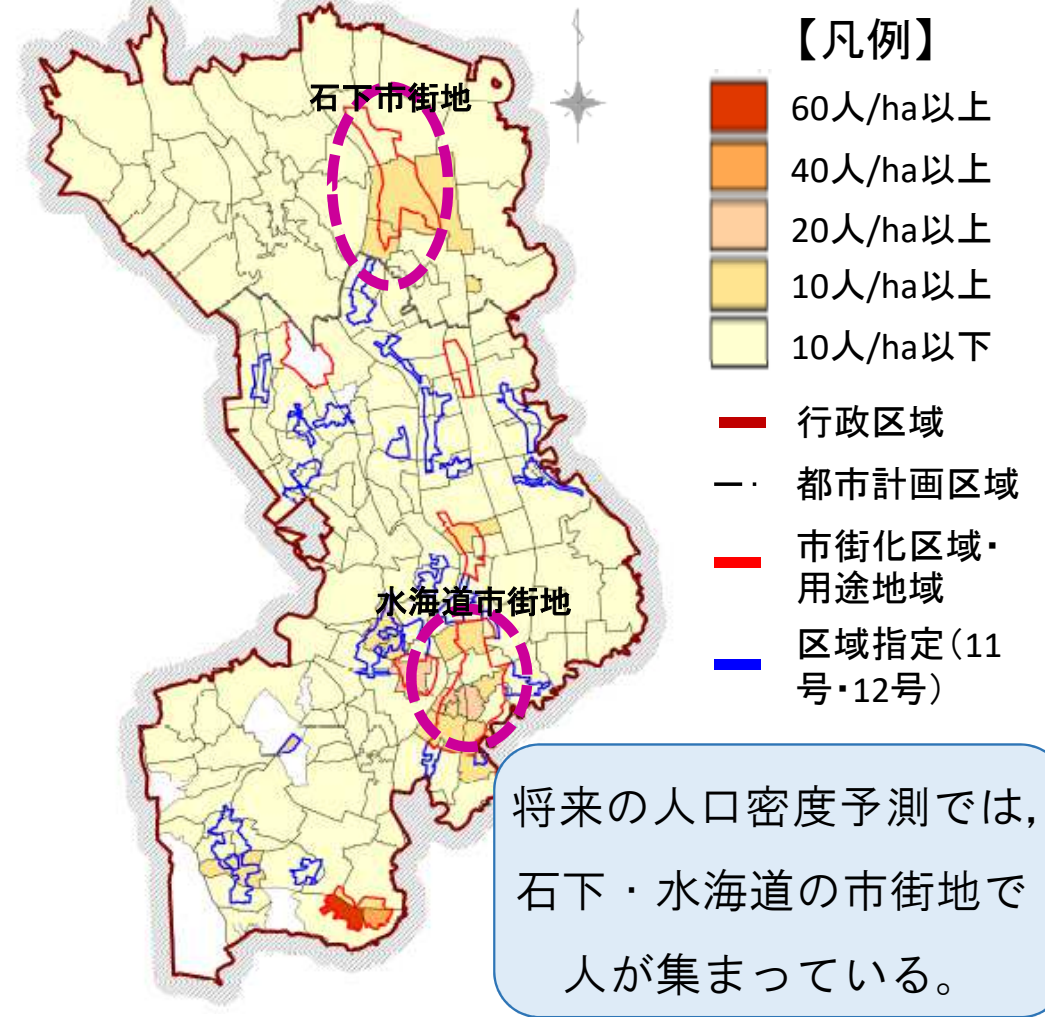 石下市街地
水海道市街地
【凡例】
60人/ha以上
40人/ha以上
20人/ha以上
10人/ha以上
10人/ha以下
行政区域
都市計画区域
市街化区域・
用途地域
区域指定(11
号・12号)
将来の人口密度予測では,
石下・水海道の市街地で
人が集まっている。